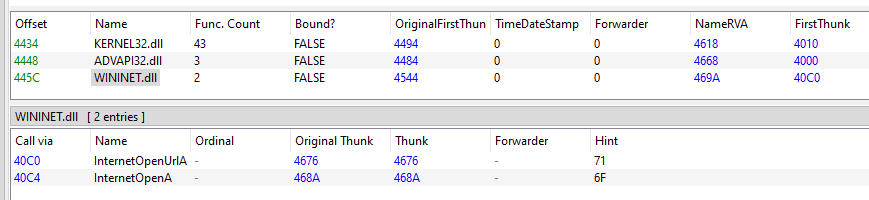 Offset Name Func. Count Bound? OriginalFirstThun TimeDateStamp Forwarder NameRVA FirstThunk
4434 KERNEL32.dll 43 FALSE 4494 0 0 4618 4010
4448 ADVAPI32.dll 3 FALSE 4484 0 0 4668 4000
445C WININET.dll 2 FALSE 4544 0 0 469A 40C0
WININET.dll [ 2 entries ]
Call via Name Ordinal Original Thunk Thunk Forwarder Hint
40C0 InternetOpenUrlA - 4676 4676 - 71
40C4 InternetOpenA - 468A 468A - 6F